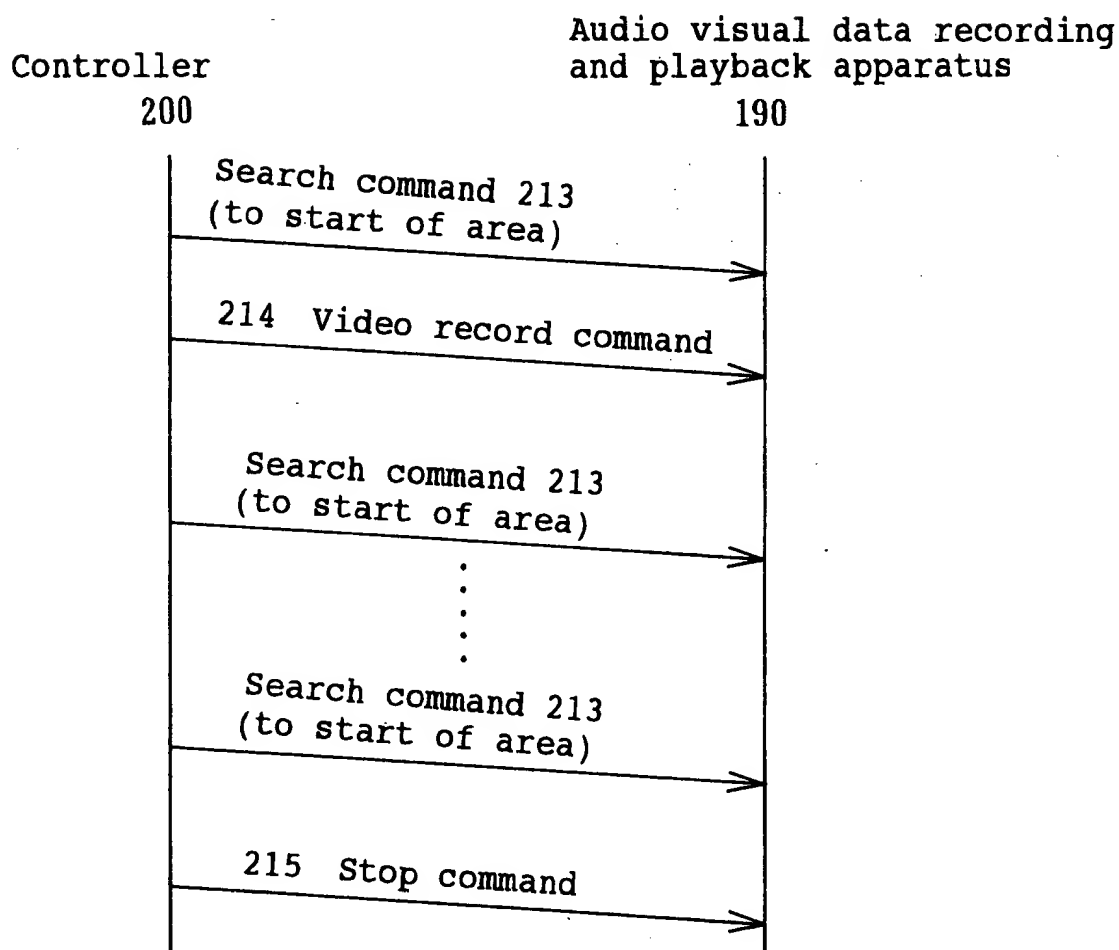 Controller
200
Audio visual data recording
and playback apparatus
190
Search command 213
(to start of area)
214 Video record command
Search command 213
(to start of area)
Search command 213
(to start of area)
215 Stop command